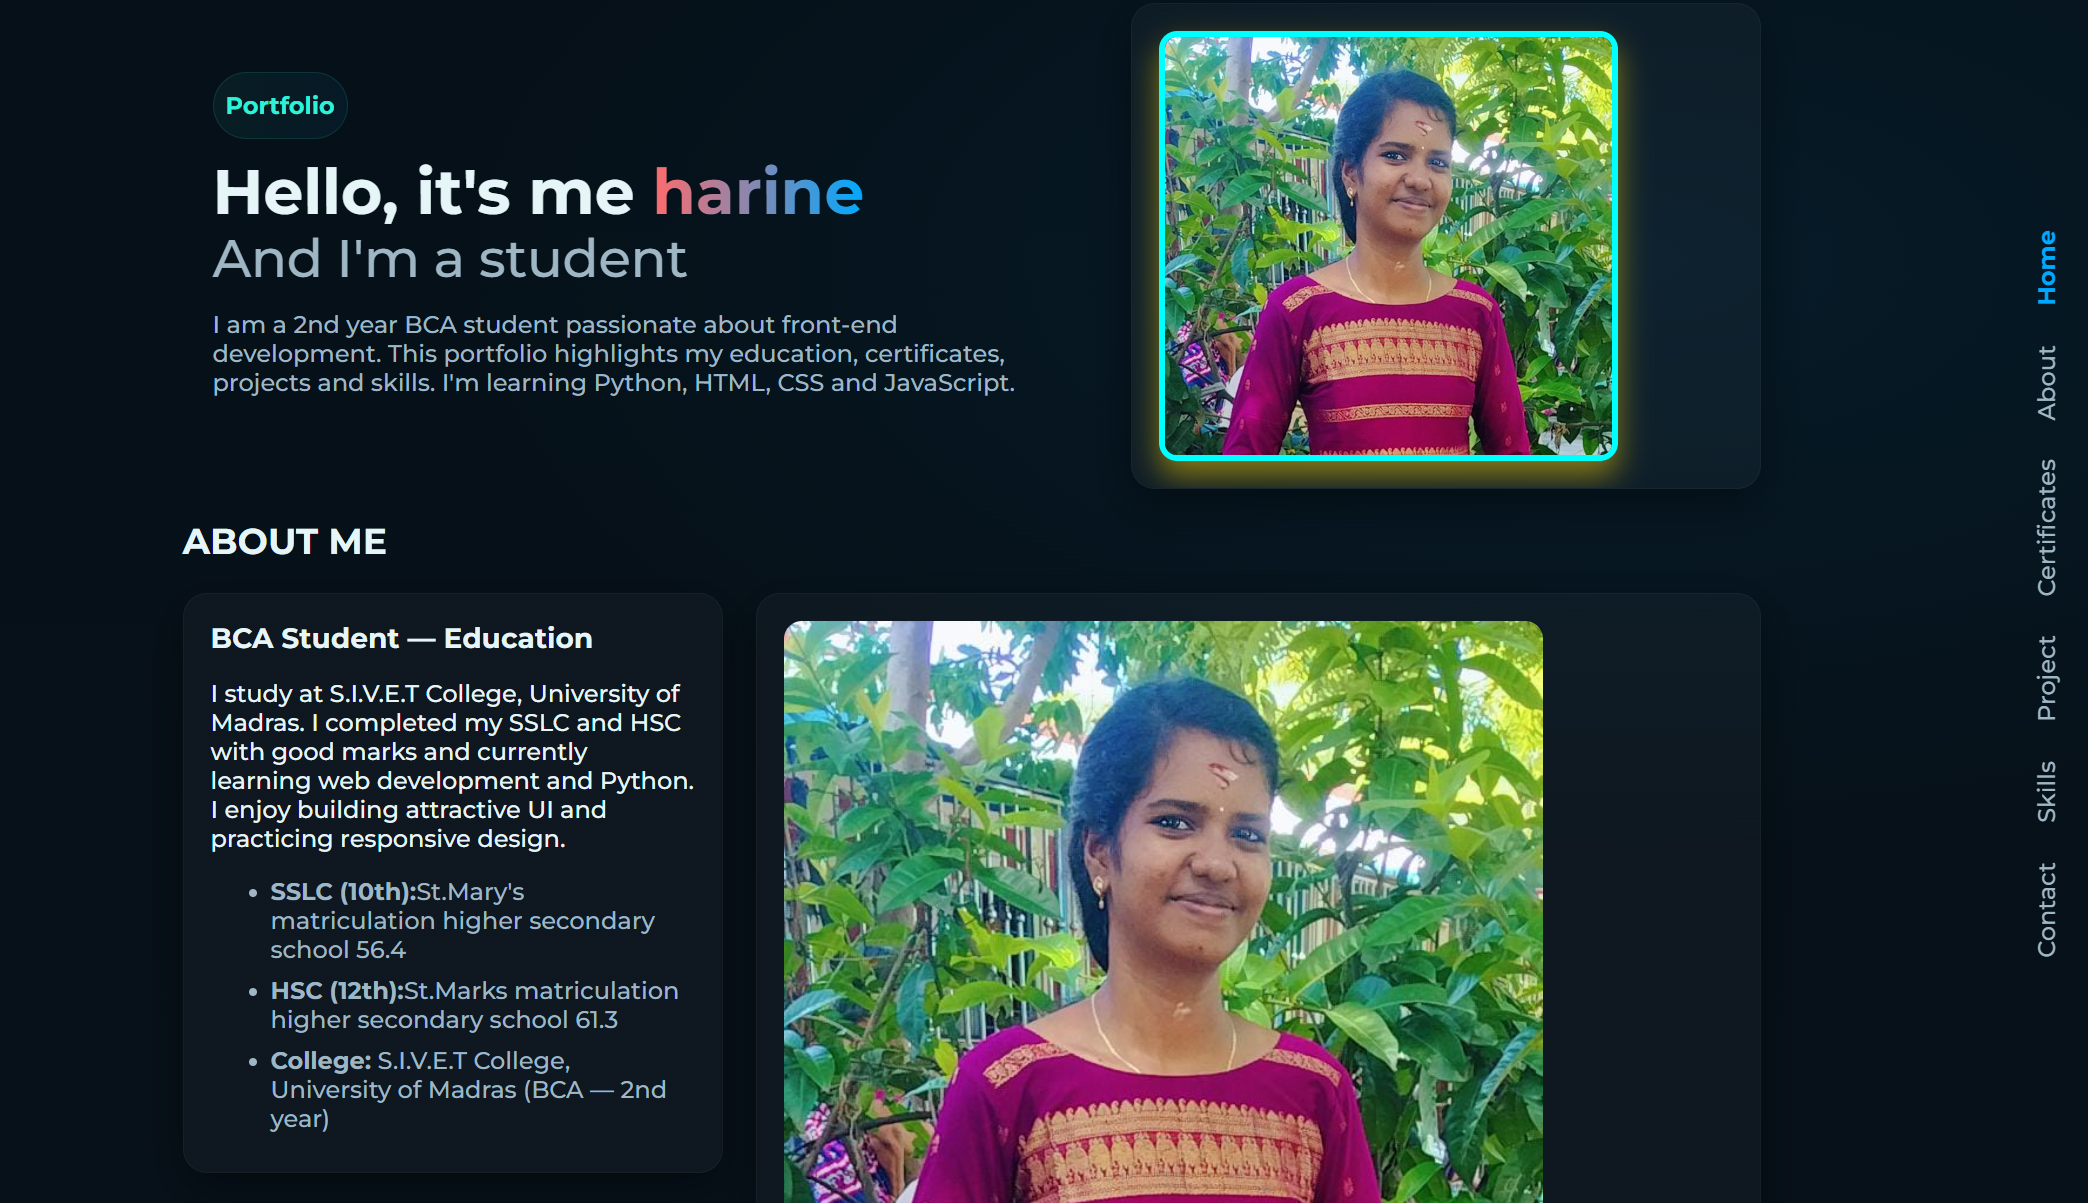 Portfolio
Hello, it's me harine
And I'm a student
I am a 2nd year BCA student passionate about front-end
development. This portfolio highlights my education, certificates,
projects and skills. I'm learning Python, HTML, CSS and JavaScript.
ABOUT ME
BCA Student — Education
I study at S.I.V.E.T College, University of
Madras. I completed my SSLC and HSC
with good marks and currently
learning web development and Python.
I enjoy building attractive UI and
practicing responsive design.
• SSLC (10th):St.Mary's
matriculation higher secondary
school 56.4
• HSC (12th):St.Marks matriculation
higher secondary school 61.3
• College: S.I.V.E.T College,
University of Madras (BCA — 2nd
year)
Home
About
Certificates
Project
Skills
Contact